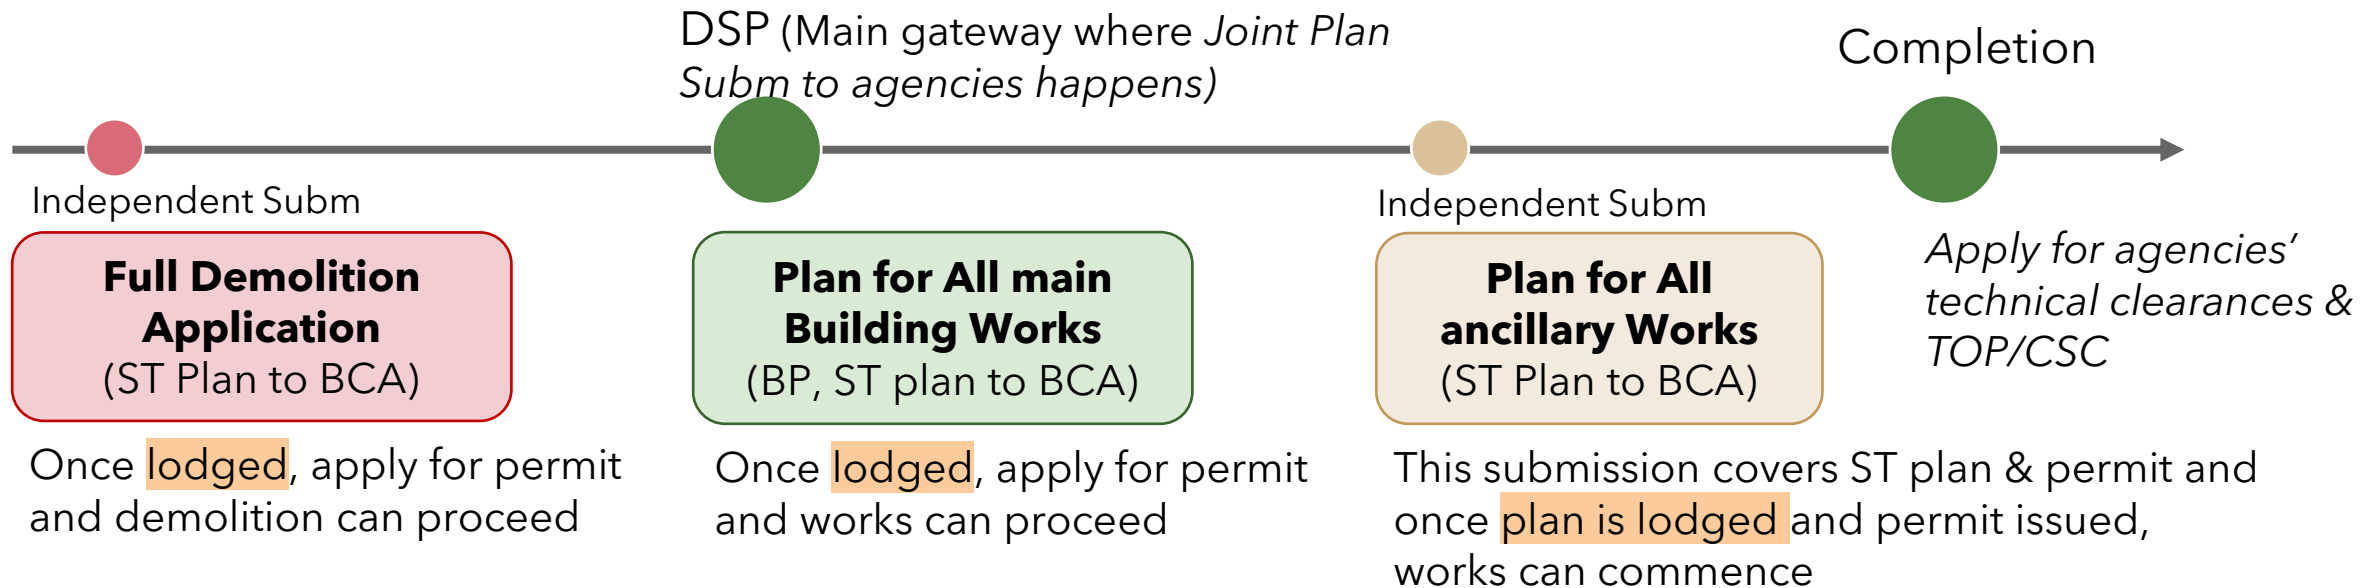 DSP (Main gateway where Joint Plan
Subm to agencies happens)
Completion
Independent Subm
Full Demolition
Application
(ST Plan to BCA)
Once lodged, apply for permit
and demolition can proceed
Plan for All main
Building Works
(BP, ST plan to BCA)
Once lodged, apply for permit
and works can proceed
Independent Subm
Plan for All
ancillary Works
(ST Plan to BCA)
This submission covers ST plan & permit and
once plan is lodged and permit issued,
works can commence
Apply for agencies’
technical clearances &
TOP/CSC